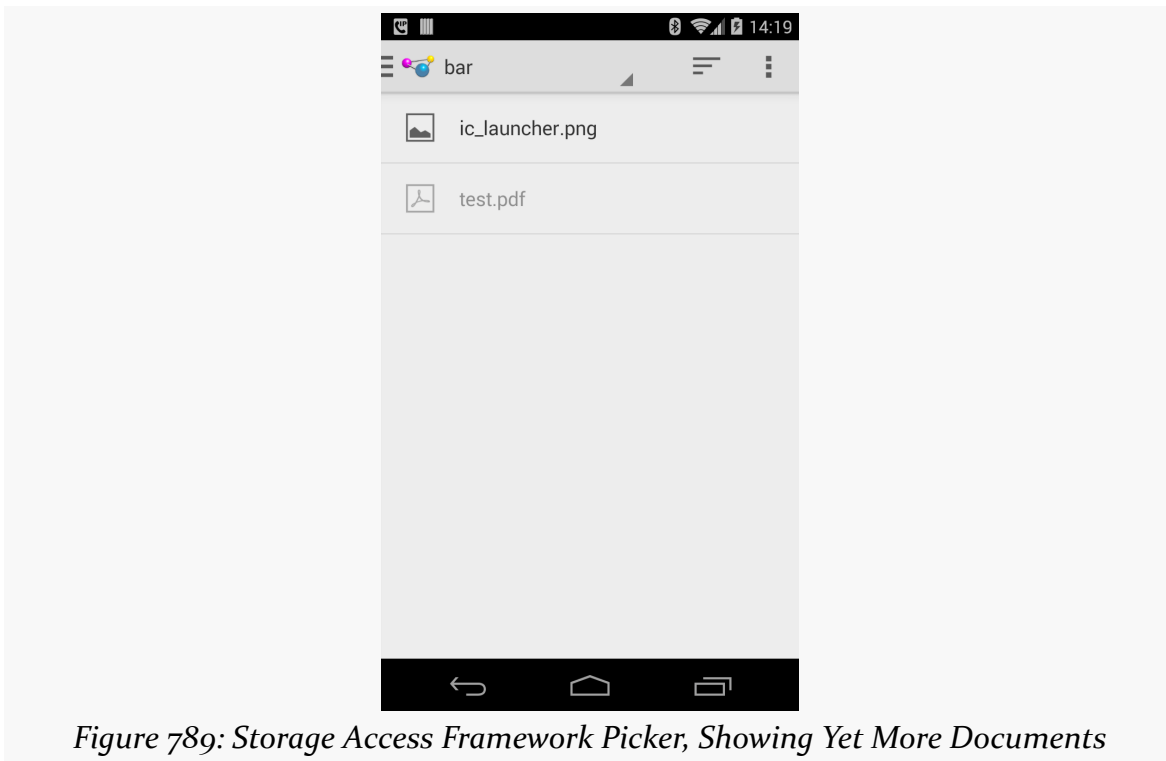 14:19
bar
ic_launcher.png
test.pdf
Figure 789: Storage Access Framework Picker, Showing Yet More Documents